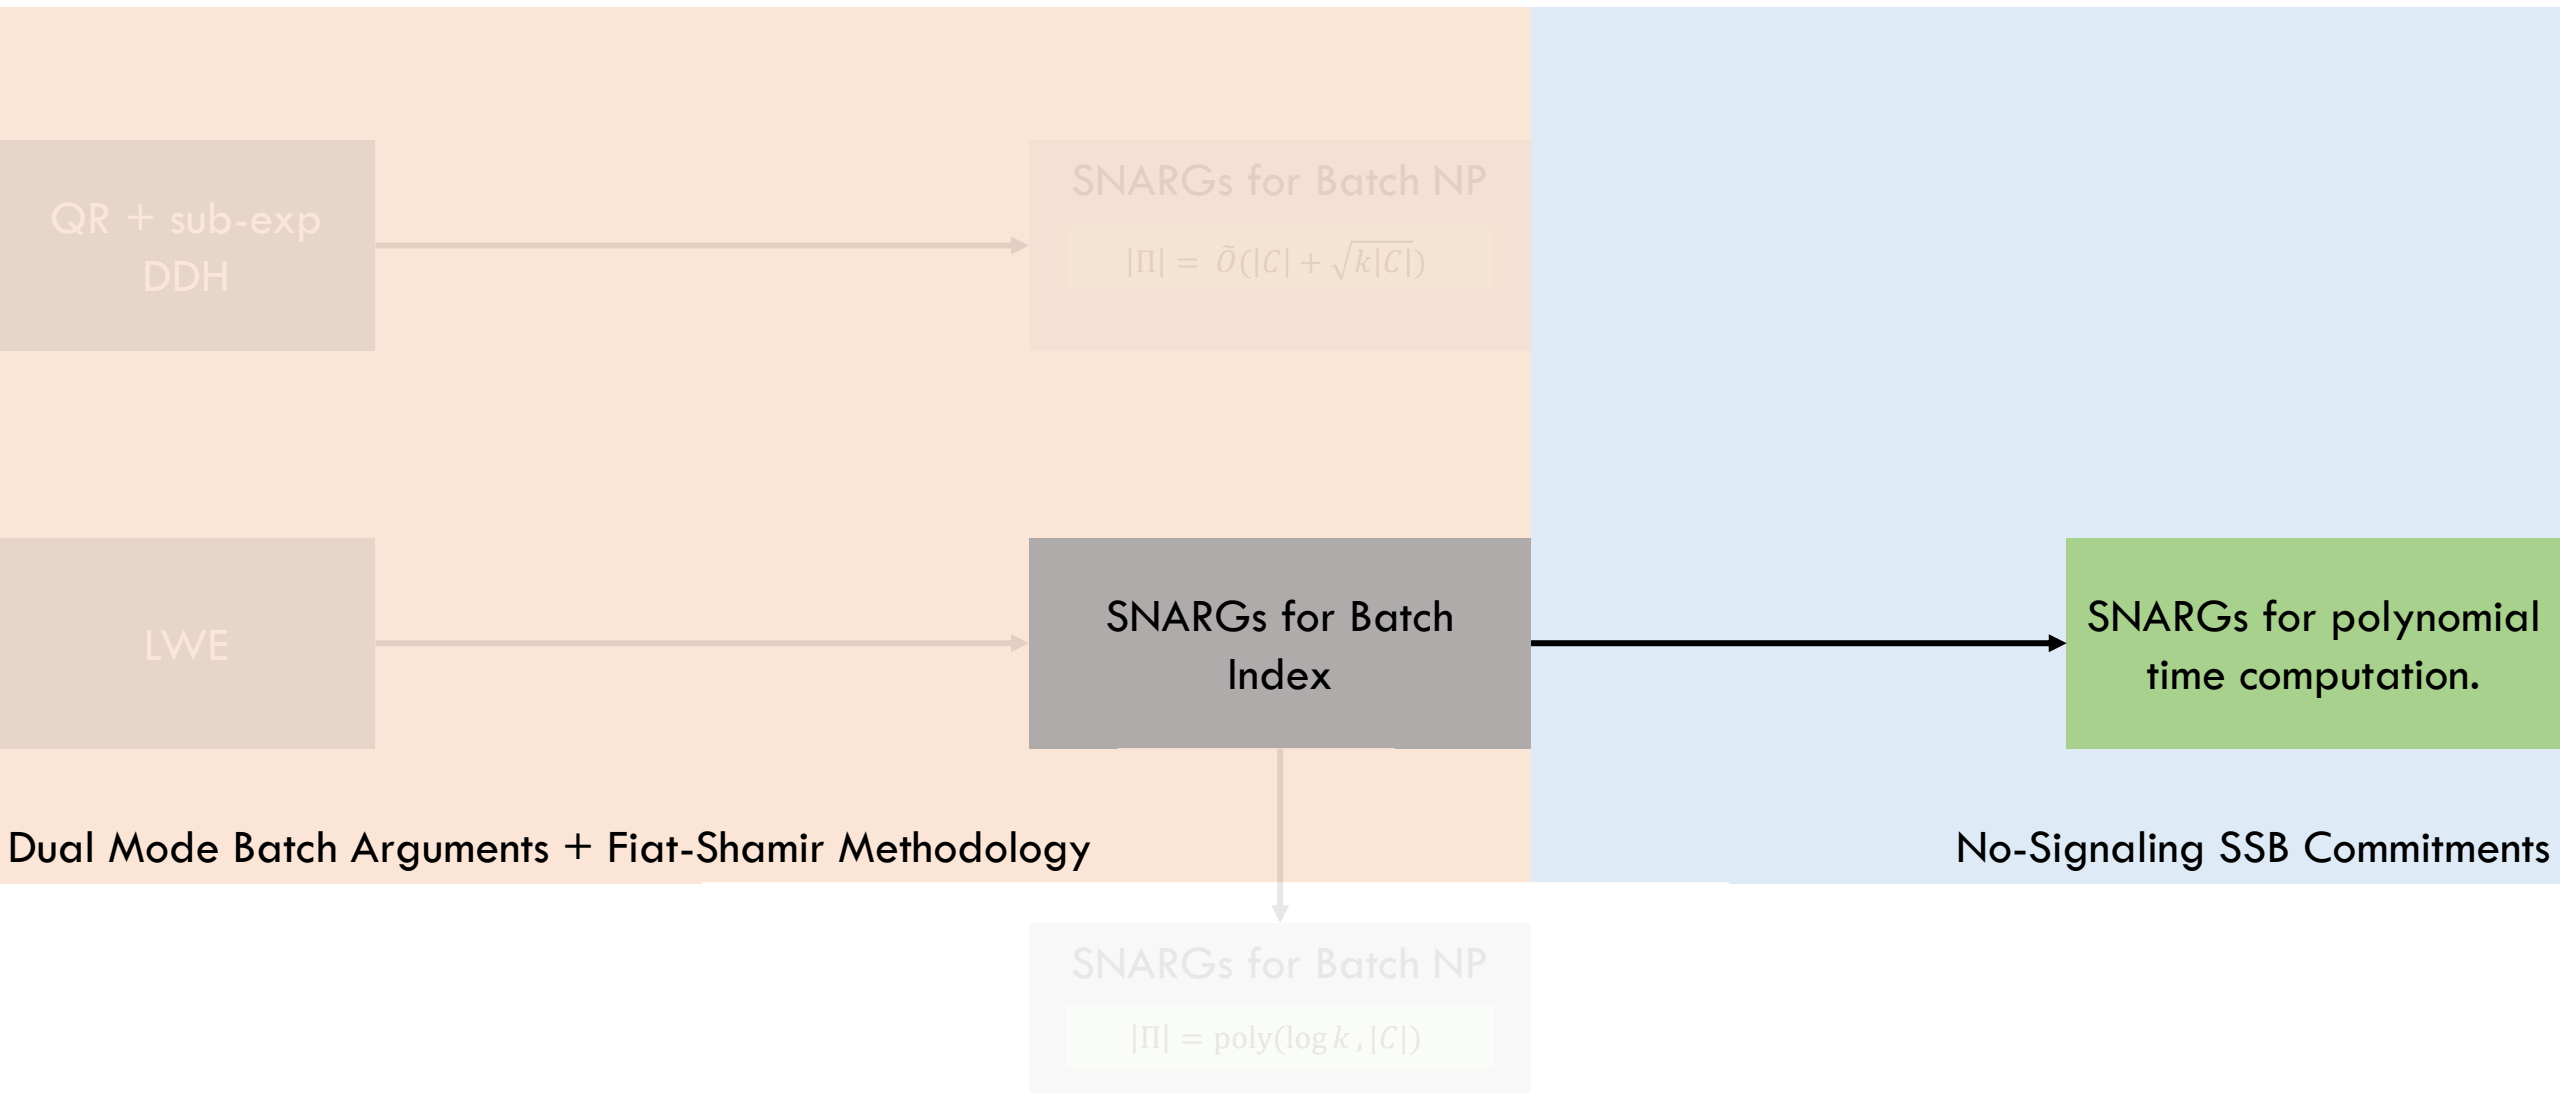 QR + sub-exp
DDH
SNARGs for Batch NP
|Π| = Õ(|C| + √k|C|)
LWE
SNARGs for Batch
Index
SNARGs for polynomial
time computation.
Dual Mode Batch Arguments + Fiat-Shamir Methodology
No-Signaling SSB Commitments
SNARGs for Batch NP
|Π| = poly(log k , |C|)